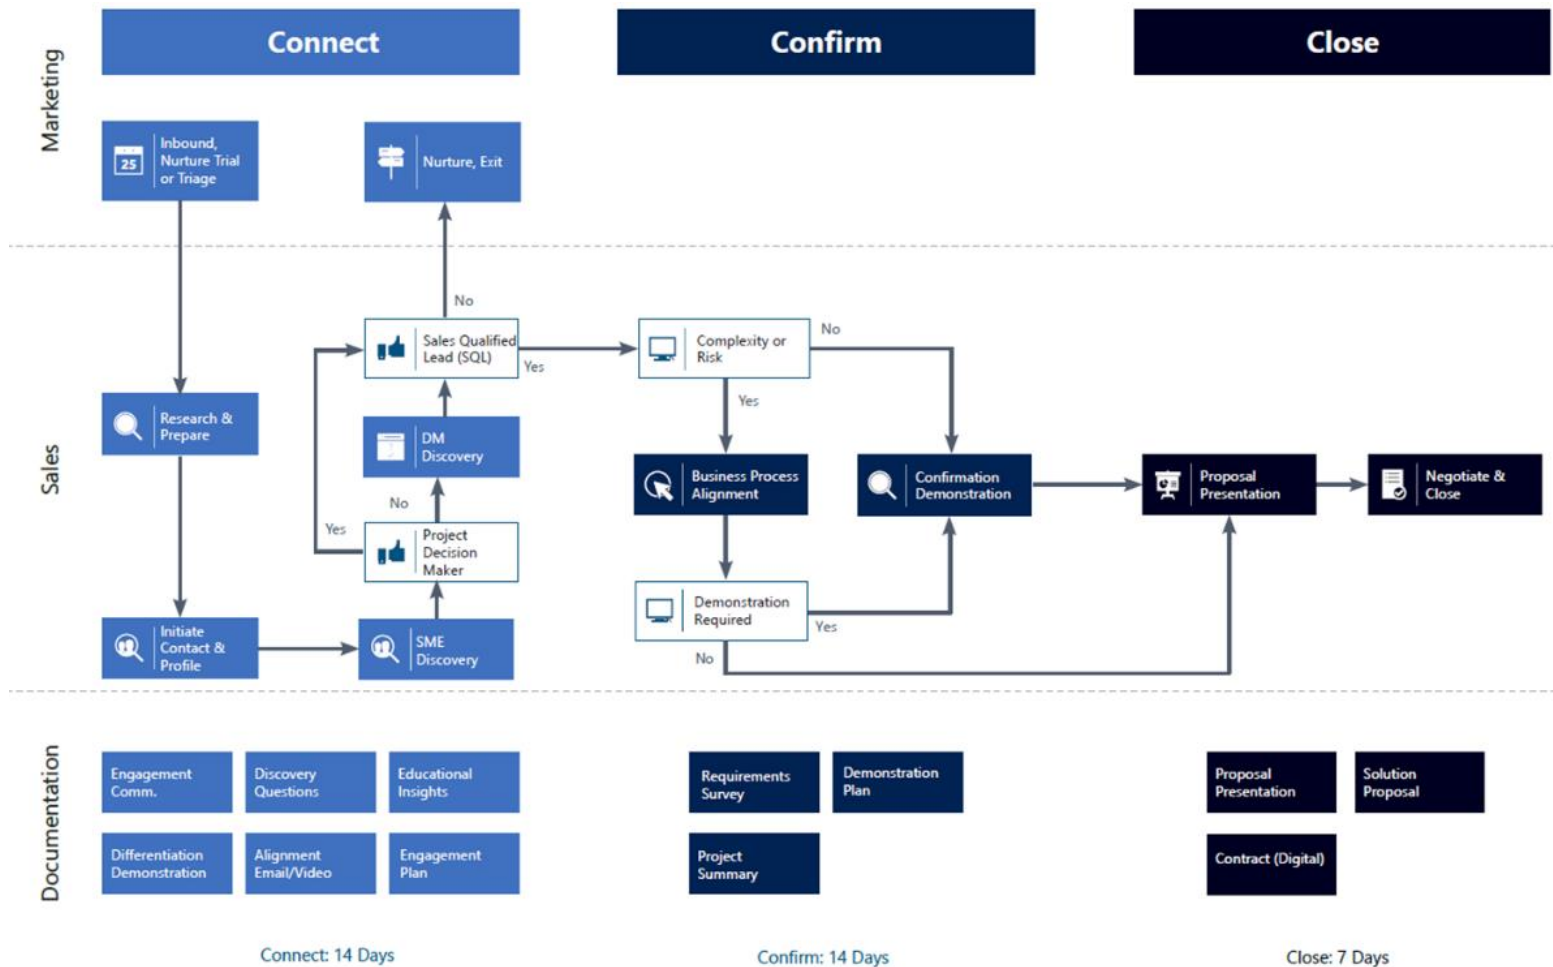 Connect
Confirm
Close
Marketing
Inbound,
Nurture Trial
or Triage
25
Nurture, Exit
No
Sales
Sales Qualified
Lead (SQL)
Yes
Complexity or
Risk
No
Yes
Research &
Prepare
DM
Discovery
No
Yes
Business Process
Alignment
Confirmation
Demonstration
Proposal
Presentation
Negotiate &
Close
Project
Decision
Maker
Demonstration
Required
Yes
No
Initiate
Contact &
Profile
SME
Discovery
Documentation
Engagement
Comm.
Discovery
Questions
Educational
Insights
Requirements
Survey
Demonstration
Plan
Proposal
Presentation
Solution
Proposal
Differentiation
Demonstration
Alignment
Email/Video
Engagement
Plan
Project
Summary
Contract (Digital)
Connect: 14 Days
Confirm: 14 Days
Close: 7 Days